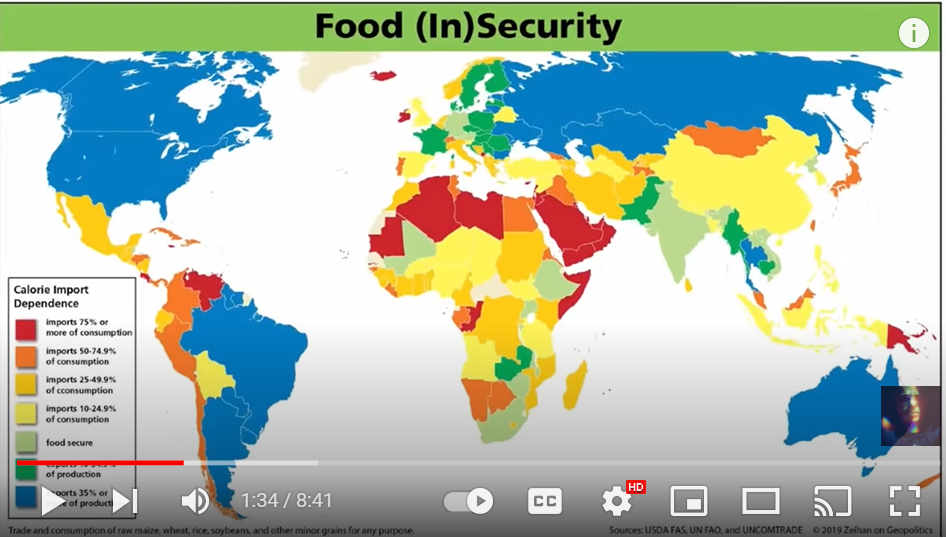 Food (In)Security
i
Calorie Import
Dependence
imports 75% or
more of consumption
imports 50-74.9%
of consumption
imports 25-49.9%
of cconsumption
imports 10-24.9%
of consumption
food secure
of production
35% or
1:34 / 8:41
CC
HD
Trade and consumption of raw maize, wheat, rice, soybeans, and other minor grains for any purpose.
Sources: USDA FAS, UN FAO, and UNCOMTRADE © 2019 Zeihan on Geopolitics